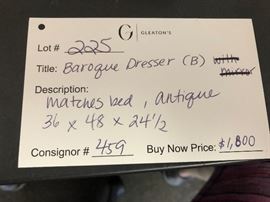 G GLEATON'S
Lot # 225
Title: Baroque Dresser (B) with
mirror
Description:
matches bed, antique
36 x 48 x 24 1/2
Consignor # 459 Buy Now Price: $1,800